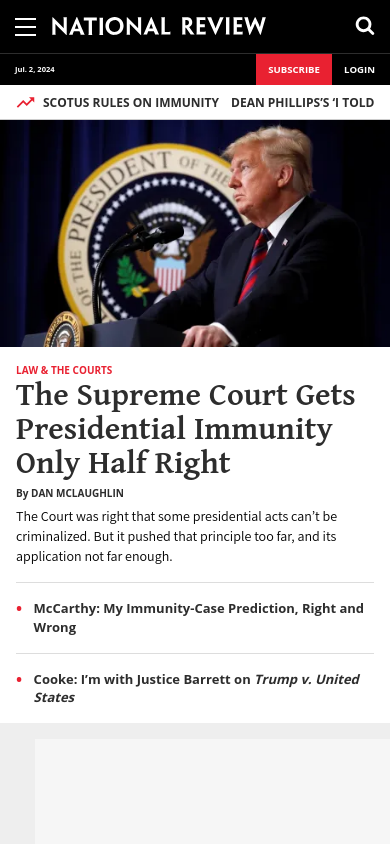 NATIONAL REVIEW
Jul. 2, 2024
SUBSCRIBE
LOGIN
SCOTUS RULES ON IMMUNITY
DEAN PHILLIPS’S ‘I TOLD
PRESIDENT OF THE
LAW & THE COURTS
The Supreme Court Gets
Presidential Immunity
Only Half Right
By DAN MCLAUGHLIN
The Court was right that some presidential acts can’t be
criminalized. But it pushed that principle too far, and its
application not far enough.
McCarthy: My Immunity-Case Prediction, Right and
Wrong
Cooke: I’m with Justice Barrett on Trump v. United
States